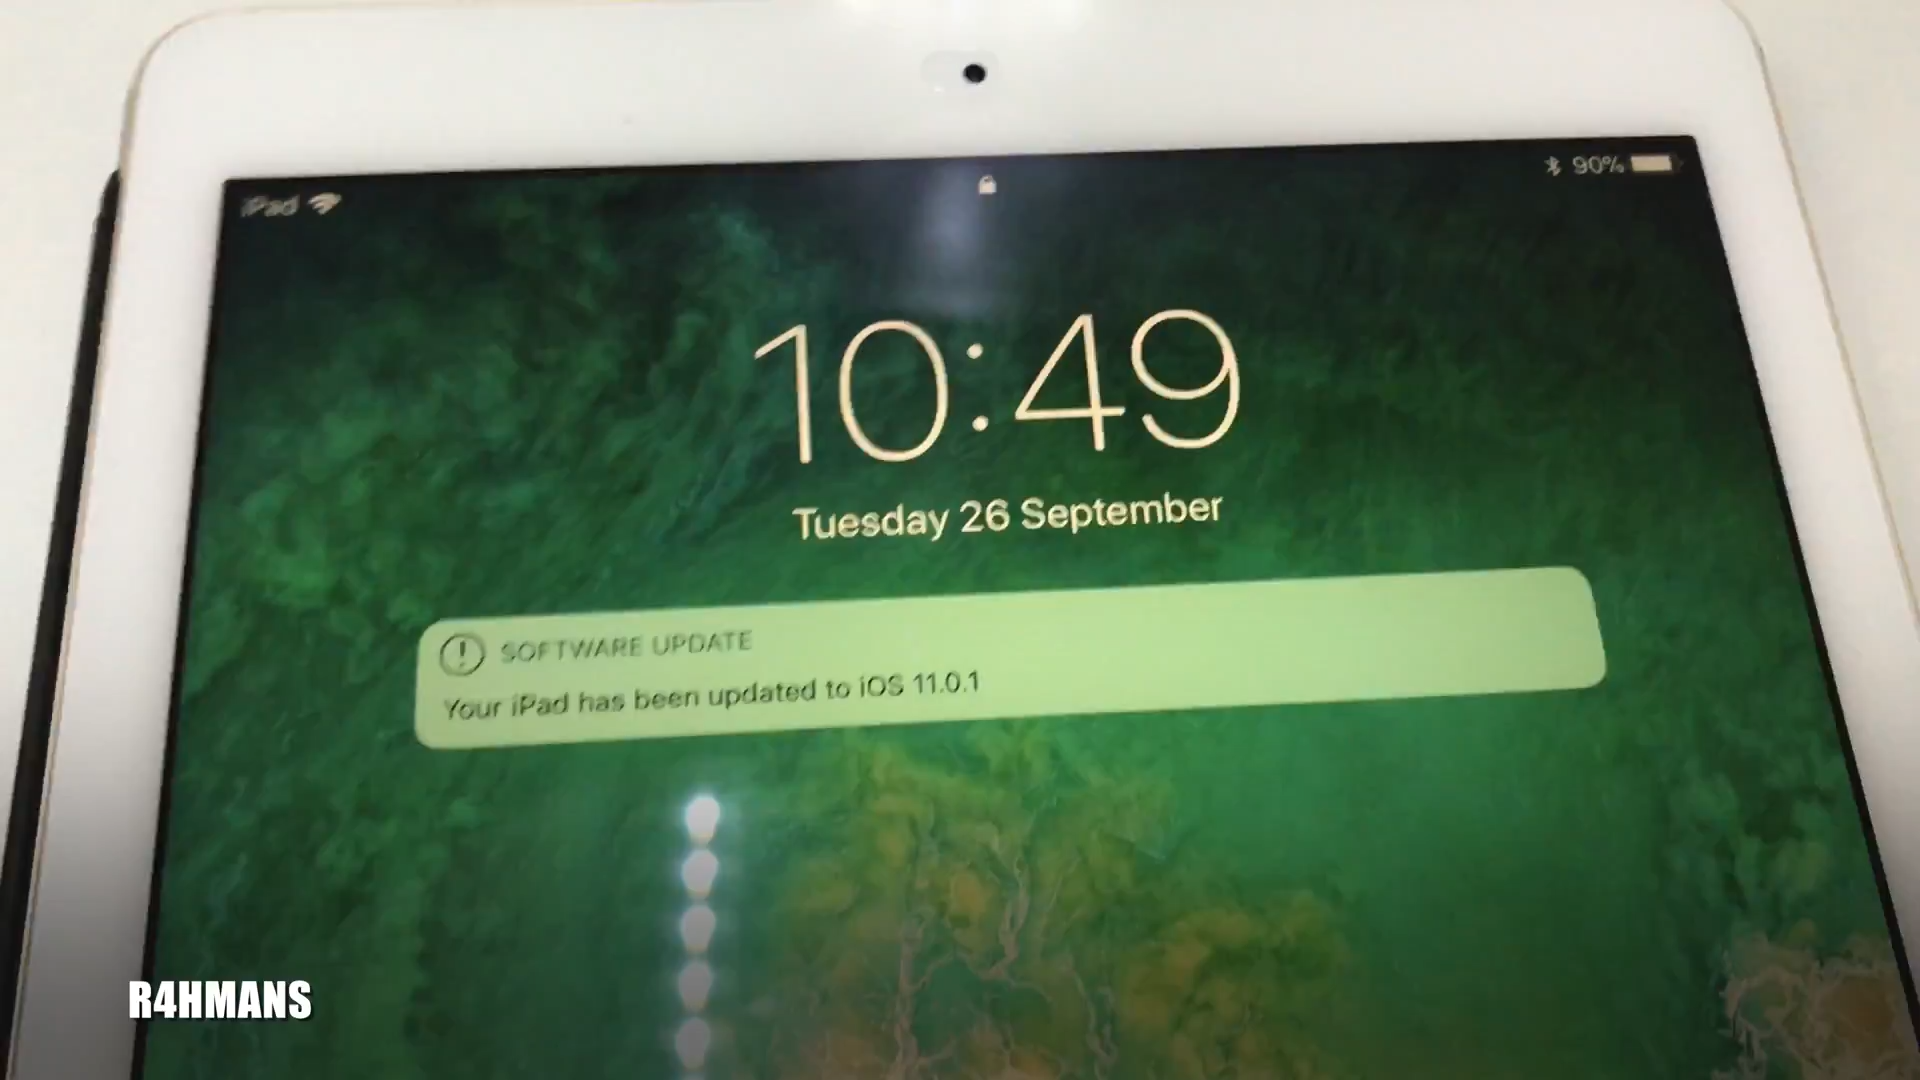 iPad
90%
10:49
Tuesday 26 September
SOFTWARE UPDATE
Your iPad has been updated to iOS 11.0.1
R4HMANS